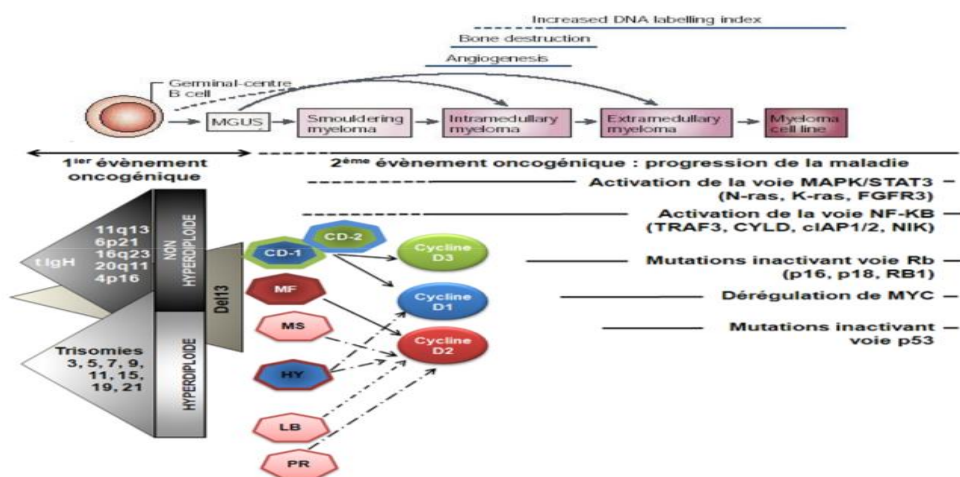 Increased DNA labelling index
Bone destruction
Angiogenesis
Germinal-centre
B cell
MGUS
Smouldering
myeloma
Intramedullary
myeloma
Extramedullary
myeloma
Myeloma
cell line
1ier évènement
oncogénique
2ème évènement oncogénique : progression de la maladie
Activation de la voie MAPK/STAT3
(N-ras, K-ras, FGFR3)
Activation de la voie NF-KB
(TRAF3, CYLD, cIAP1/2, NIK)
Mutations inactivant voie Rb
(p16, p18, RB1)
Dérégulation de MYC
Mutations inactivant
voie p53
t IgH
11q13
6p21
16q23
20q11
4p16
NON
HYPERDIPLOIDE
Del13
Trisomies
3, 5, 7, 9,
11, 15,
19, 21
HYPERDIPLOIDE
CD-1
CD-2
MF
MS
HY
LB
PR
Cycline
D3
Cycline
D1
Cycline
D2